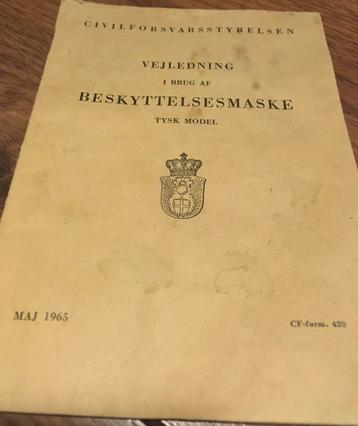 CIVILFORSVARSSTYRELSEN
VEJLEDNING
I BRUG AF
BESKYTTELSESMASKE
TYSK MODEL
MAJ 1965
CF-form. 420